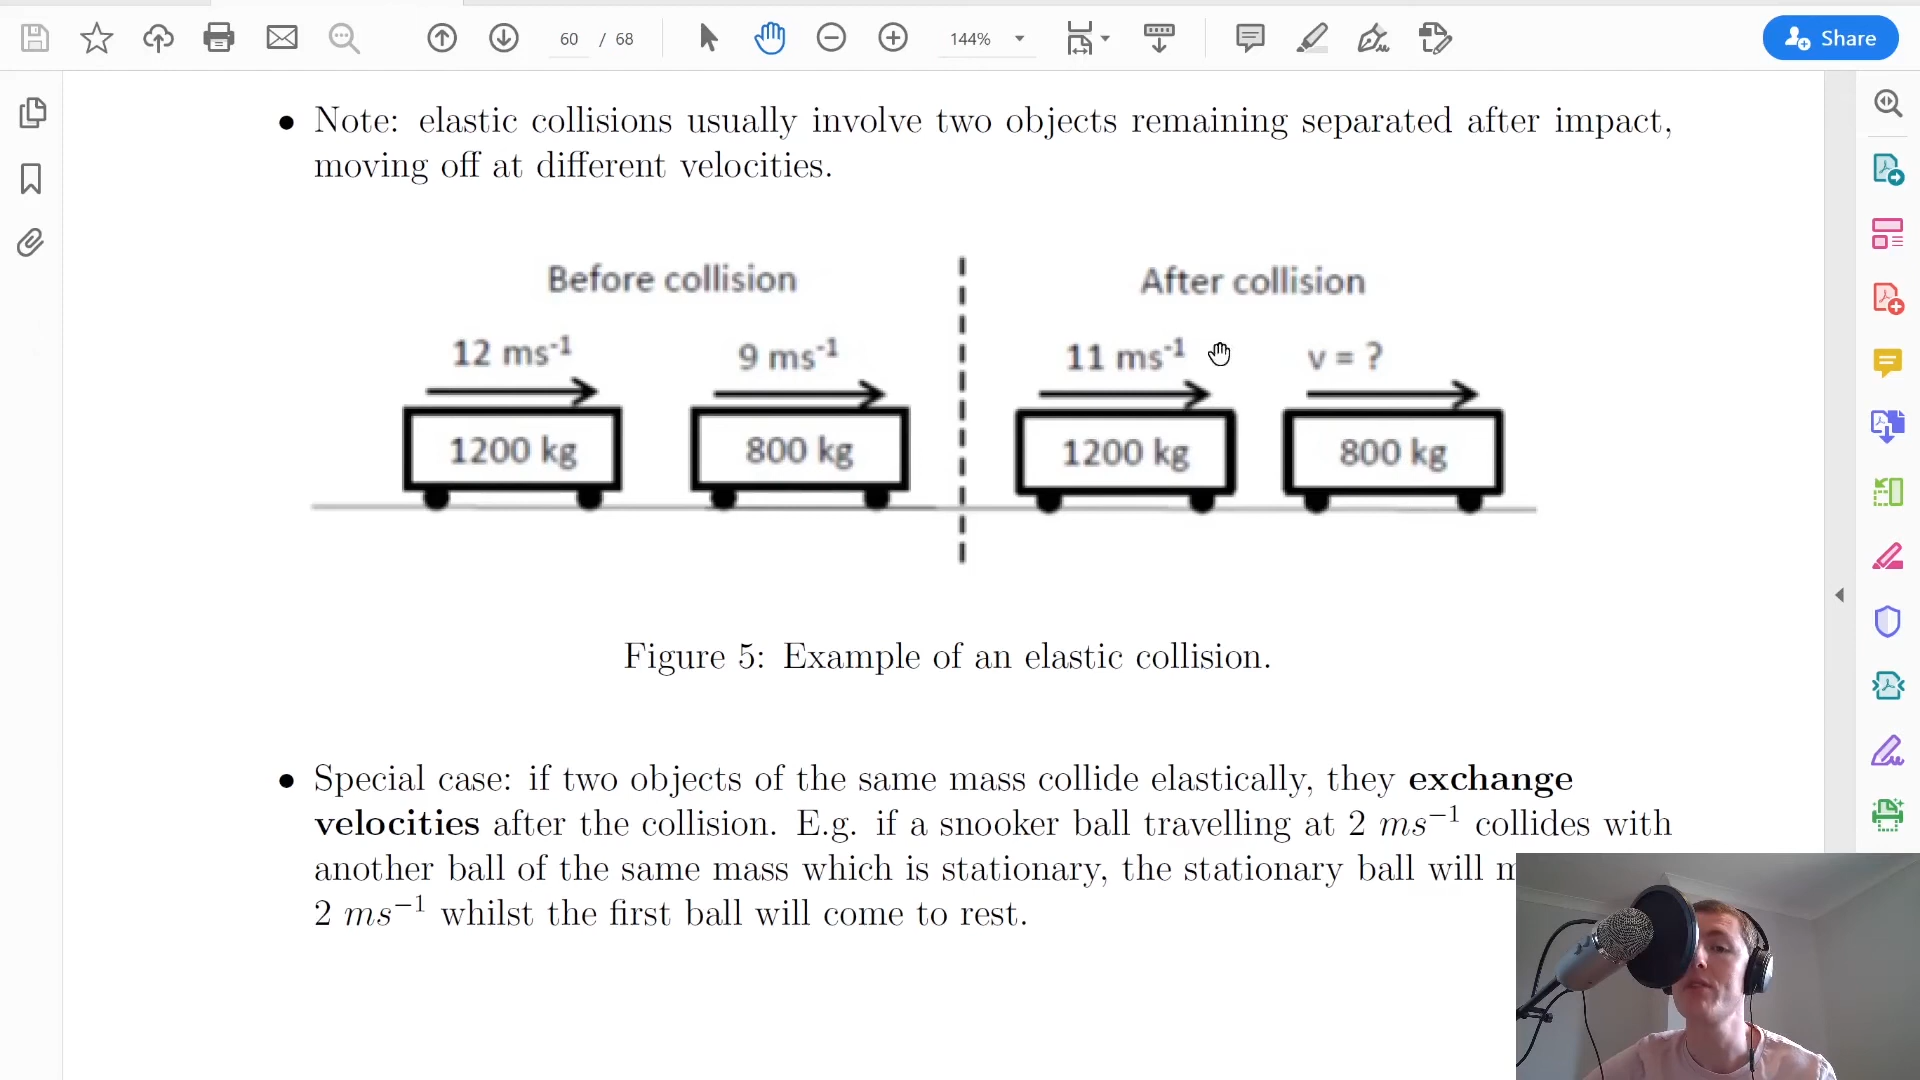 60 / 68 144% Share
• Note: elastic collisions usually involve two objects remaining separated after impact,
moving off at different velocities.
Before collision After collision
12 ms⁻¹ 9 ms⁻¹ 11 ms⁻¹ v = ?
1200 kg 800 kg 1200 kg 800 kg
Figure 5: Example of an elastic collision.
• Special case: if two objects of the same mass collide elastically, they exchange
velocities after the collision. E.g. if a snooker ball travelling at 2 ms⁻¹ collides with
another ball of the same mass which is stationary, the stationary ball will
2 ms⁻¹ whilst the first ball will come to rest.